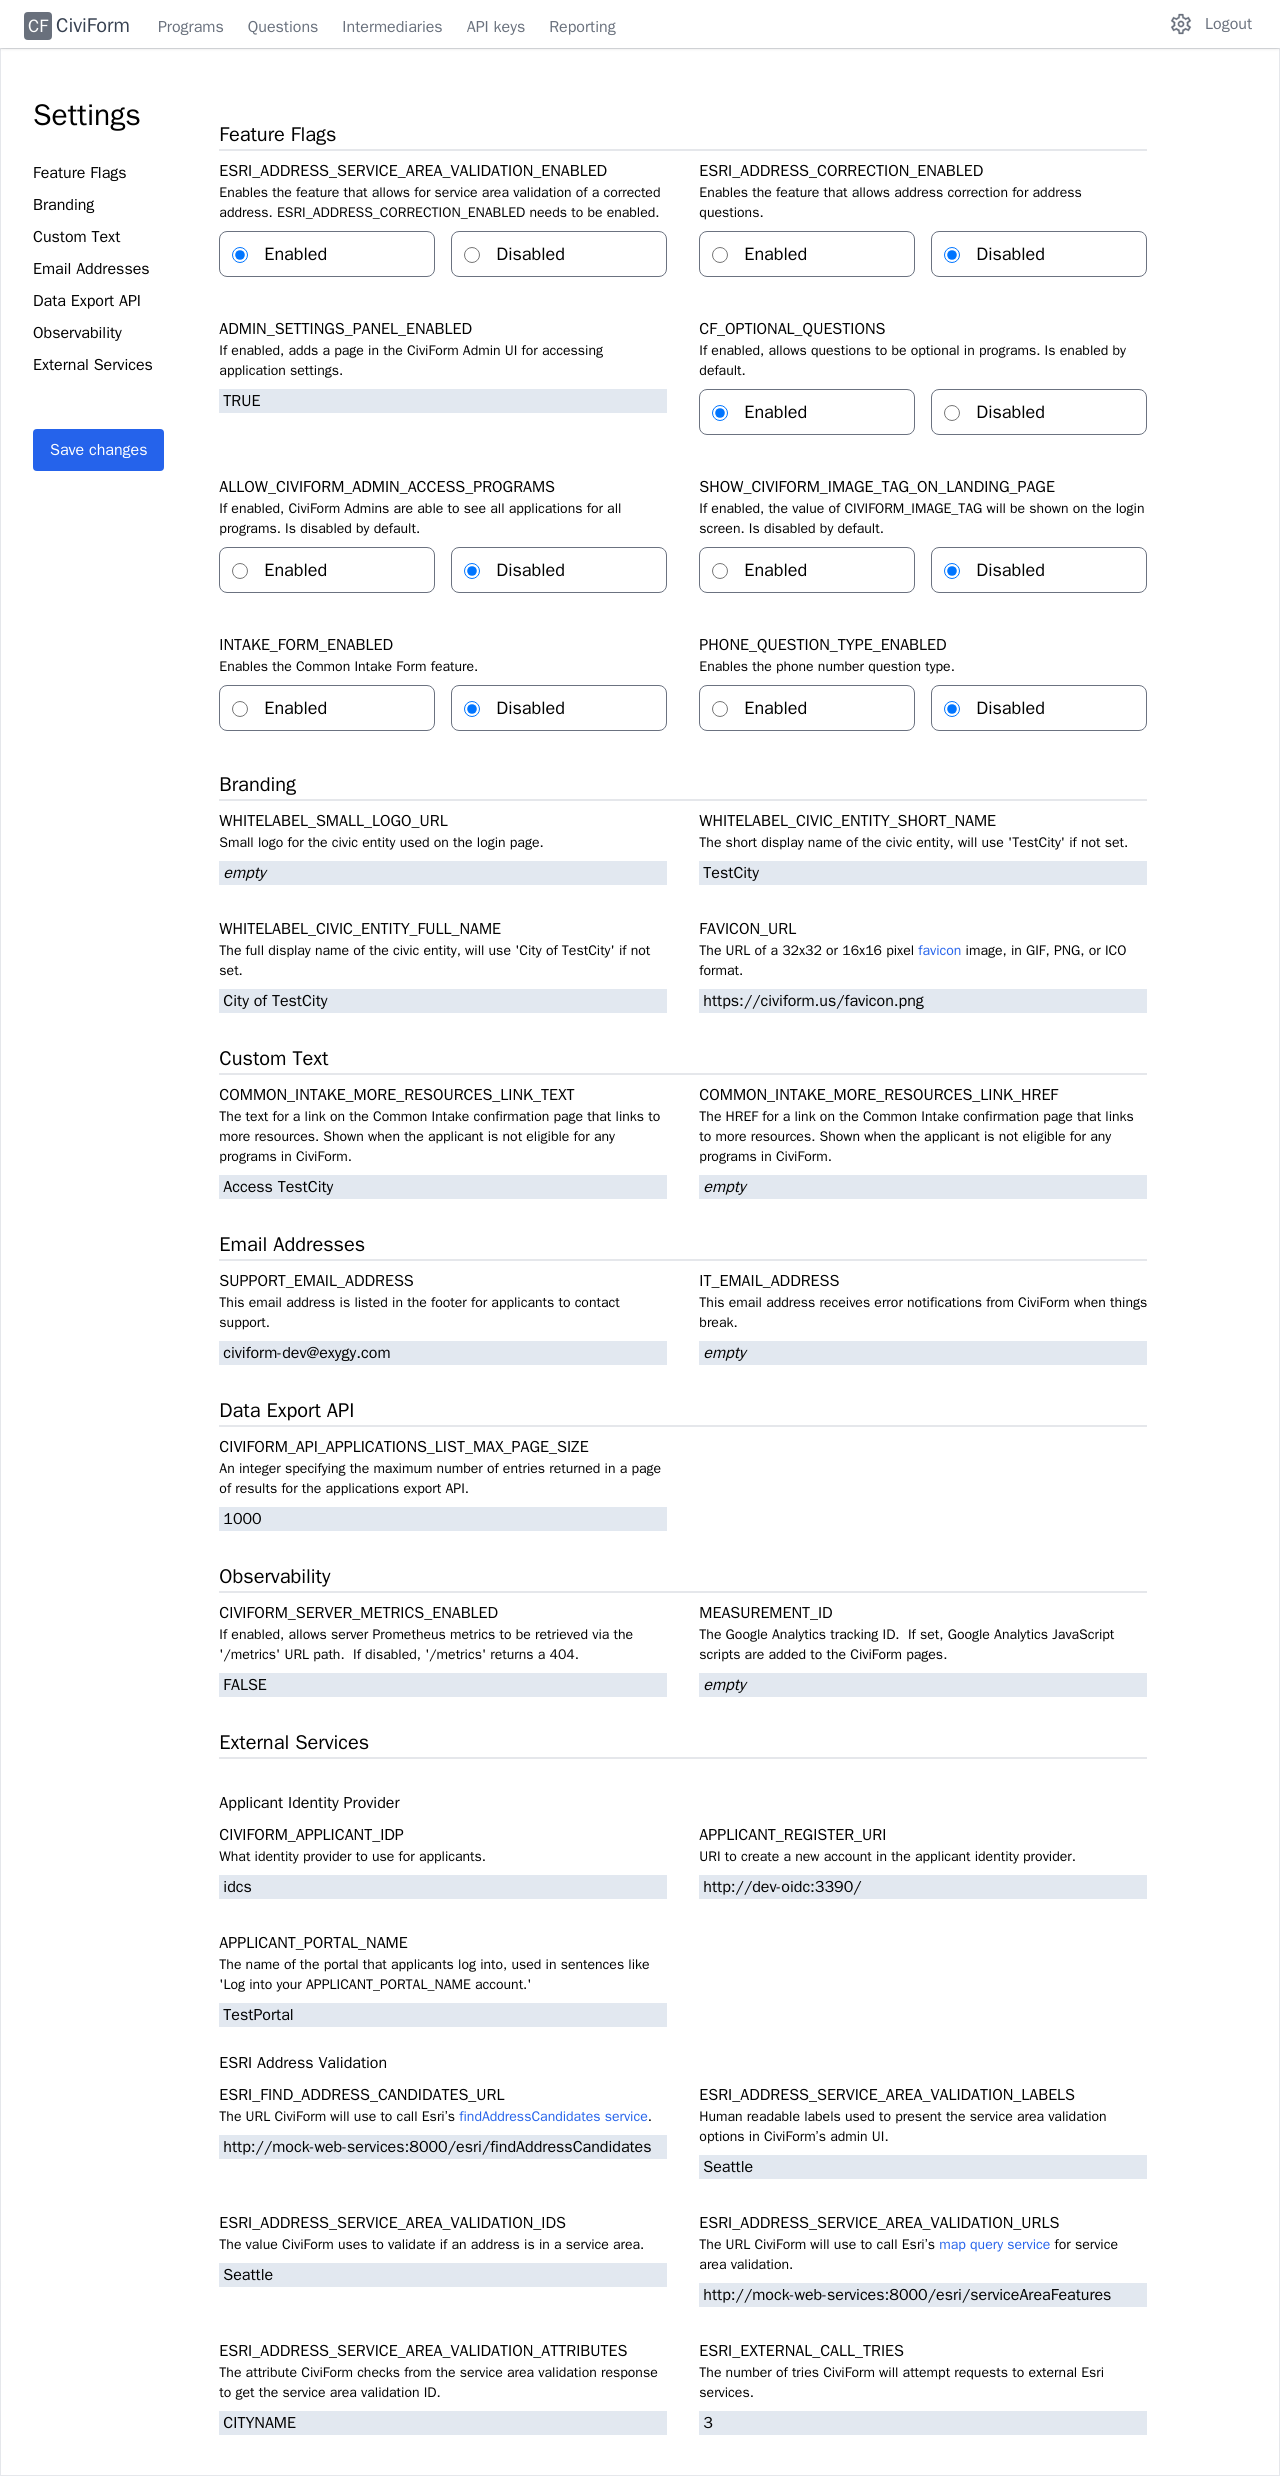 CF CiviForm Programs Questions Intermediaries API keys Reporting Logout
Settings
Feature Flags
Branding
Custom Text
Email Addresses
Data Export API
Observability
External Services
Save changes
Feature Flags
ESRI_ADDRESS_SERVICE_AREA_VALIDATION_ENABLED
Enables the feature that allows for service area validation of a corrected
address. ESRI_ADDRESS_CORRECTION_ENABLED needs to be enabled.
Enabled Disabled
ESRI_ADDRESS_CORRECTION_ENABLED
Enables the feature that allows address correction for address
questions.
Enabled Disabled
ADMIN_SETTINGS_PANEL_ENABLED
If enabled, adds a page in the CiviForm Admin UI for accessing
application settings.
TRUE
CF_OPTIONAL_QUESTIONS
If enabled, allows questions to be optional in programs. Is enabled by
default.
Enabled Disabled
ALLOW_CIVIFORM_ADMIN_ACCESS_PROGRAMS
If enabled, CiviForm Admins are able to see all applications for all
programs. Is disabled by default.
Enabled Disabled
SHOW_CIVIFORM_IMAGE_TAG_ON_LANDING_PAGE
If enabled, the value of CIVIFORM_IMAGE_TAG will be shown on the login
screen. Is disabled by default.
Enabled Disabled
INTAKE_FORM_ENABLED
Enables the Common Intake Form feature.
Enabled Disabled
PHONE_QUESTION_TYPE_ENABLED
Enables the phone number question type.
Enabled Disabled
Branding
WHITELABEL_SMALL_LOGO_URL
Small logo for the civic entity used on the login page.
empty
WHITELABEL_CIVIC_ENTITY_SHORT_NAME
The short display name of the civic entity, will use 'TestCity' if not set.
TestCity
WHITELABEL_CIVIC_ENTITY_FULL_NAME
The full display name of the civic entity, will use 'City of TestCity' if not
set.
City of TestCity
FAVICON_URL
The URL of a 32x32 or 16x16 pixel favicon image, in GIF, PNG, or ICO
format.
https://civiform.us/favicon.png
Custom Text
COMMON_INTAKE_MORE_RESOURCES_LINK_TEXT
The text for a link on the Common Intake confirmation page that links to
more resources. Shown when the applicant is not eligible for any
programs in CiviForm.
Access TestCity
COMMON_INTAKE_MORE_RESOURCES_LINK_HREF
The HREF for a link on the Common Intake confirmation page that links
to more resources. Shown when the applicant is not eligible for any
programs in CiviForm.
empty
Email Addresses
SUPPORT_EMAIL_ADDRESS
This email address is listed in the footer for applicants to contact
support.
civiform-dev@exygy.com
IT_EMAIL_ADDRESS
This email address receives error notifications from CiviForm when things
break.
empty
Data Export API
CIVIFORM_API_APPLICATIONS_LIST_MAX_PAGE_SIZE
An integer specifying the maximum number of entries returned in a page
of results for the applications export API.
1000
Observability
CIVIFORM_SERVER_METRICS_ENABLED
If enabled, allows server Prometheus metrics to be retrieved via the
'/metrics' URL path.  If disabled, '/metrics' returns a 404.
FALSE
MEASUREMENT_ID
The Google Analytics tracking ID.  If set, Google Analytics JavaScript
scripts are added to the CiviForm pages.
empty
External Services
Applicant Identity Provider
CIVIFORM_APPLICANT_IDP
What identity provider to use for applicants.
idcs
APPLICANT_REGISTER_URI
URI to create a new account in the applicant identity provider.
http://dev-oidc:3390/
APPLICANT_PORTAL_NAME
The name of the portal that applicants log into, used in sentences like
'Log into your APPLICANT_PORTAL_NAME account.'
TestPortal
ESRI Address Validation
ESRI_FIND_ADDRESS_CANDIDATES_URL
The URL CiviForm will use to call Esri's findAddressCandidates service.
http://mock-web-services:8000/esri/findAddressCandidates
ESRI_ADDRESS_SERVICE_AREA_VALIDATION_LABELS
Human readable labels used to present the service area validation
options in CiviForm's admin UI.
Seattle
ESRI_ADDRESS_SERVICE_AREA_VALIDATION_IDS
The value CiviForm uses to validate if an address is in a service area.
Seattle
ESRI_ADDRESS_SERVICE_AREA_VALIDATION_URLS
The URL CiviForm will use to call Esri's map query service for service
area validation.
http://mock-web-services:8000/esri/serviceAreaFeatures
ESRI_ADDRESS_SERVICE_AREA_VALIDATION_ATTRIBUTES
The attribute CiviForm checks from the service area validation response
to get the service area validation ID.
CITYNAME
ESRI_EXTERNAL_CALL_TRIES
The number of tries CiviForm will attempt requests to external Esri
services.
3